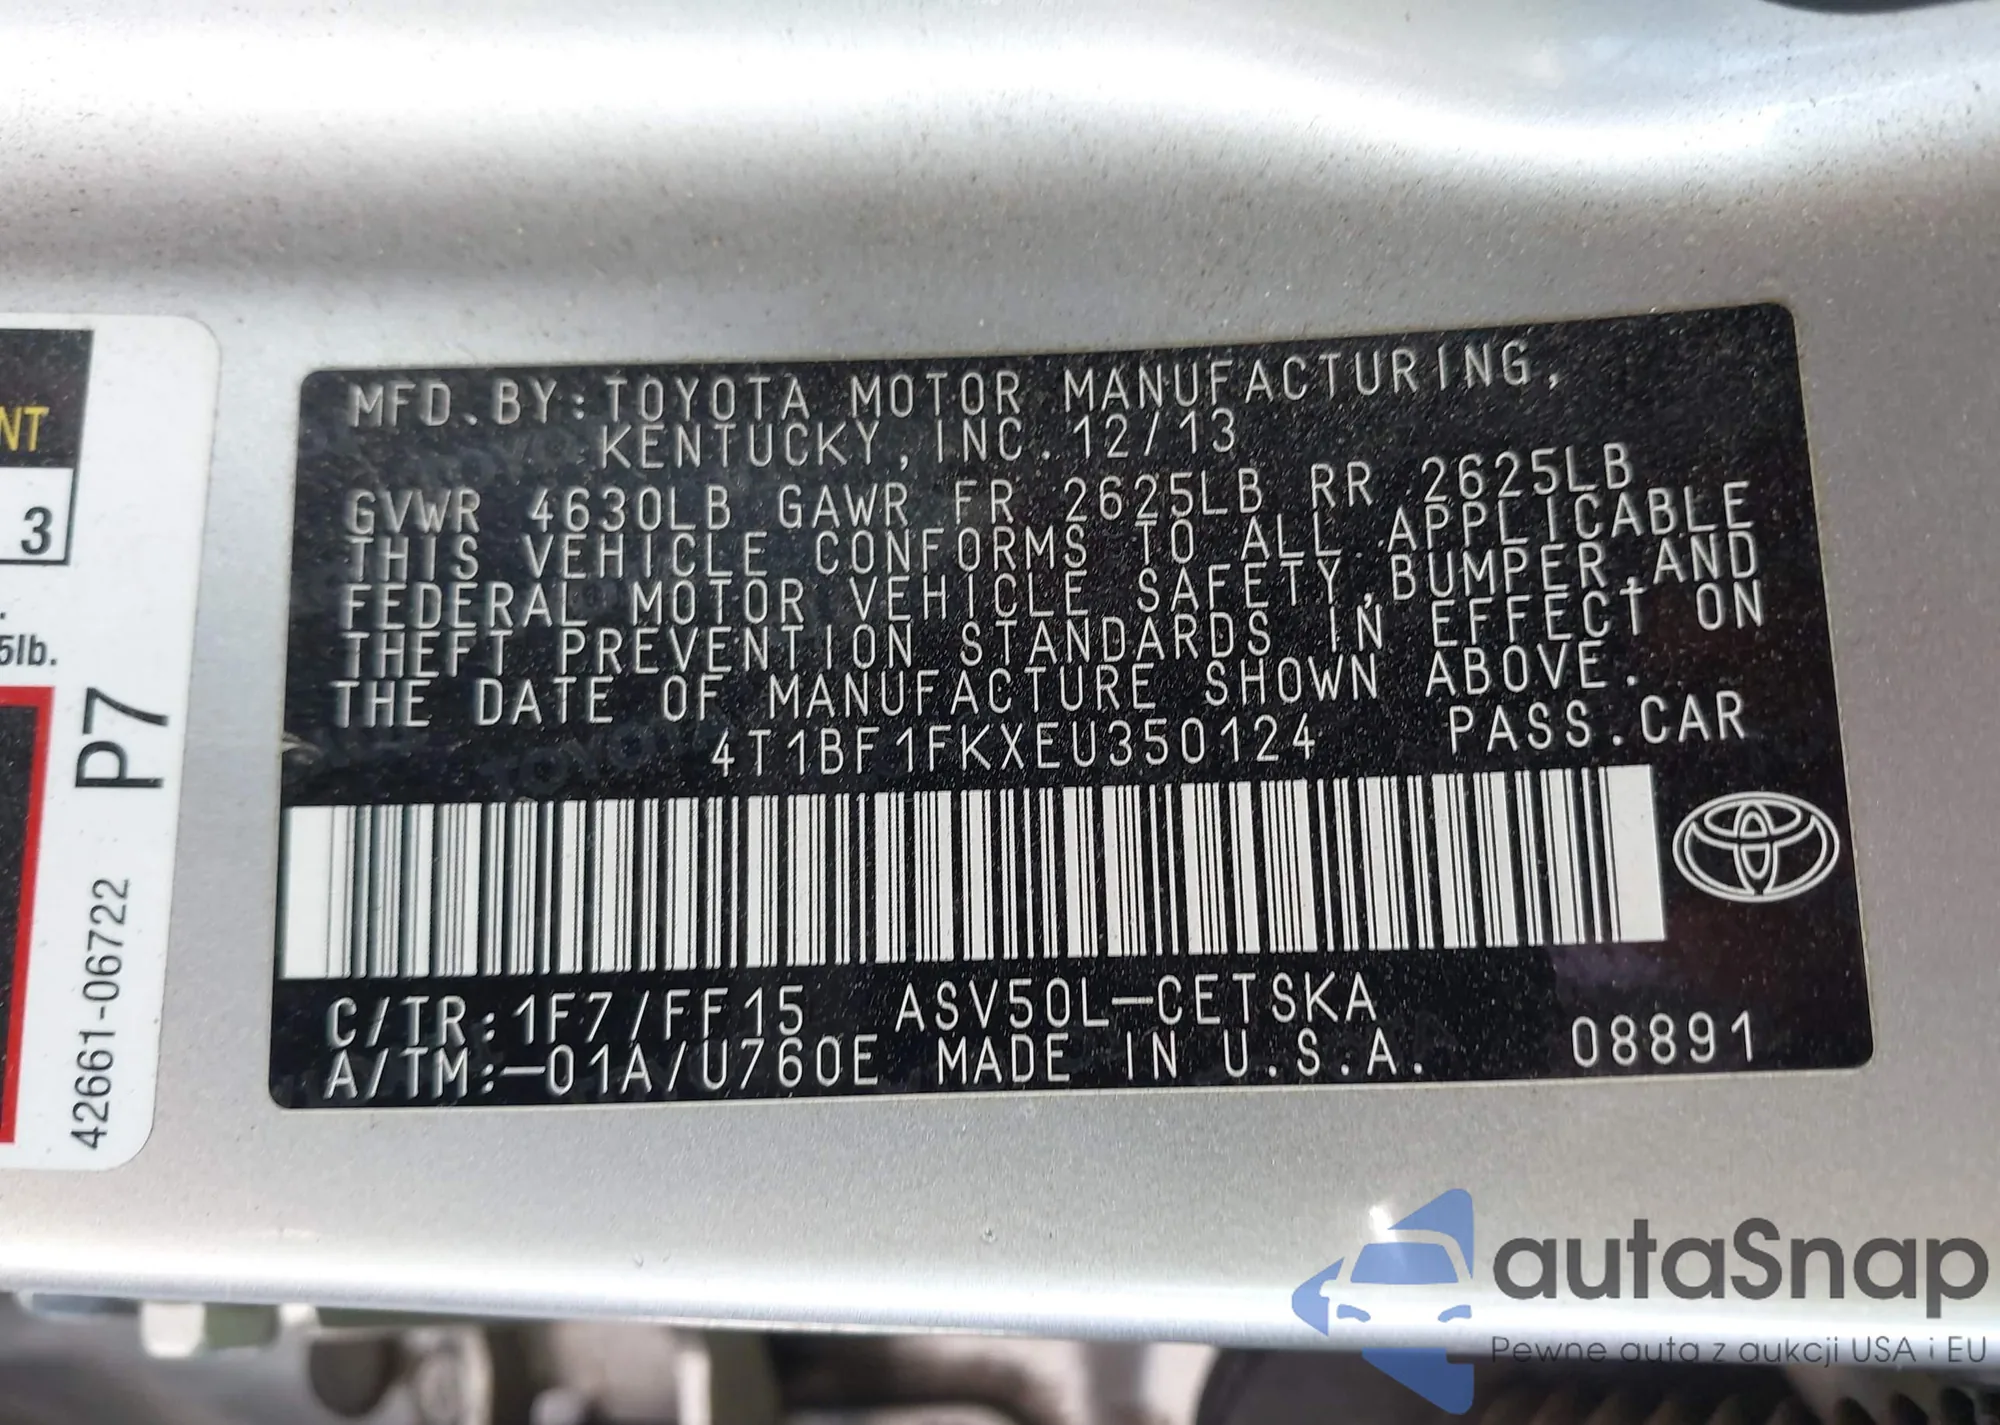 NT
3
5lb.
P7
42661-06722
MFD.BY:TOYOTA MOTOR MANUFACTURING,
KENTUCKY,INC.12/13
GVWR 4630LB GAWR FR 2625LB RR 2625LB
THIS VEHICLE CONFORMS TO ALL APPLICABLE
FEDERAL MOTOR VEHICLE SAFETY,BUMPER,AND
THEFT PREVENTION STANDARDS IN EFFECT ON
THE DATE OF MANUFACTURE SHOWN ABOVE.
4T1BF1FKXEU350124 PASS.CAR
C/TR:1F7/FF15 ASV50L-CETSKA
A/TM:-01A/U760E MADE IN U.S.A. 08891
autaSnap
Pewne auta z aukcji USA i EU